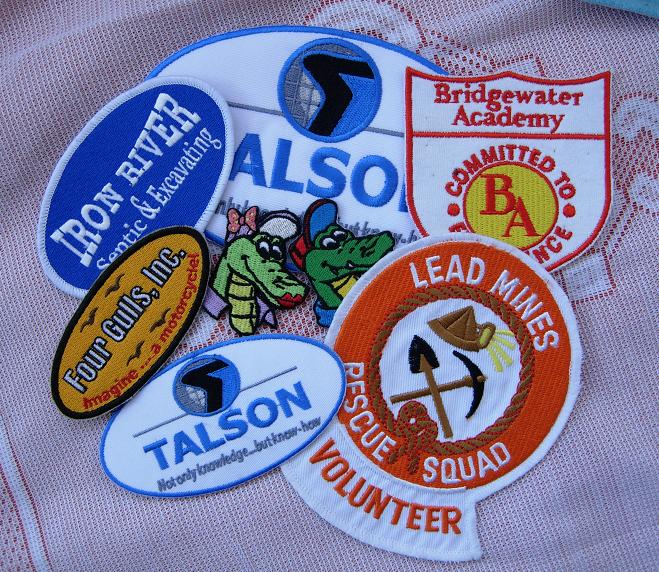 IRON RIVER
Septic & Excavating
TALSON
Bridgewater
Academy
COMMITTED TO
BA
Four Gulls, Inc.
Imagine ... a motorcycle!
TALSON
Not only knowledge...but know-how
LEAD MINES
RESCUE SQUAD
VOLUNTEER